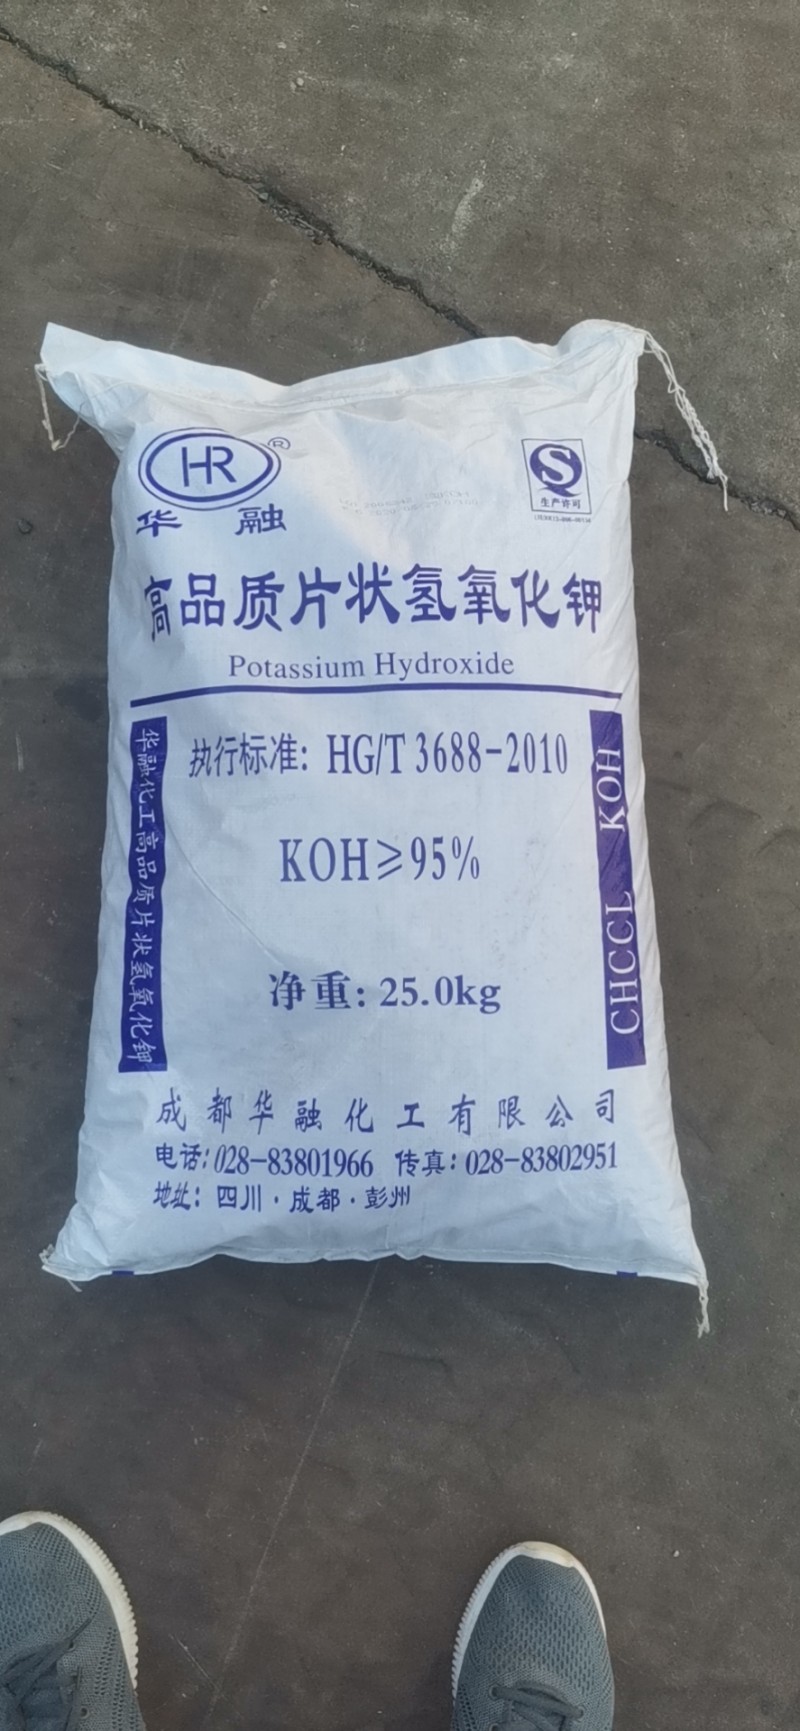 HR ®
华融
生产许可
高品质片状氢氧化钾
Potassium Hydroxide
执行标准：HG/T 3688-2010
KOH≥95%
净重：25.0kg
华融化工高品质片状氢氧化钾
CHCCL KOH
成都华融化工有限公司
电话：028-83801966 传真：028-83802951
地址：四川·成都·彭州